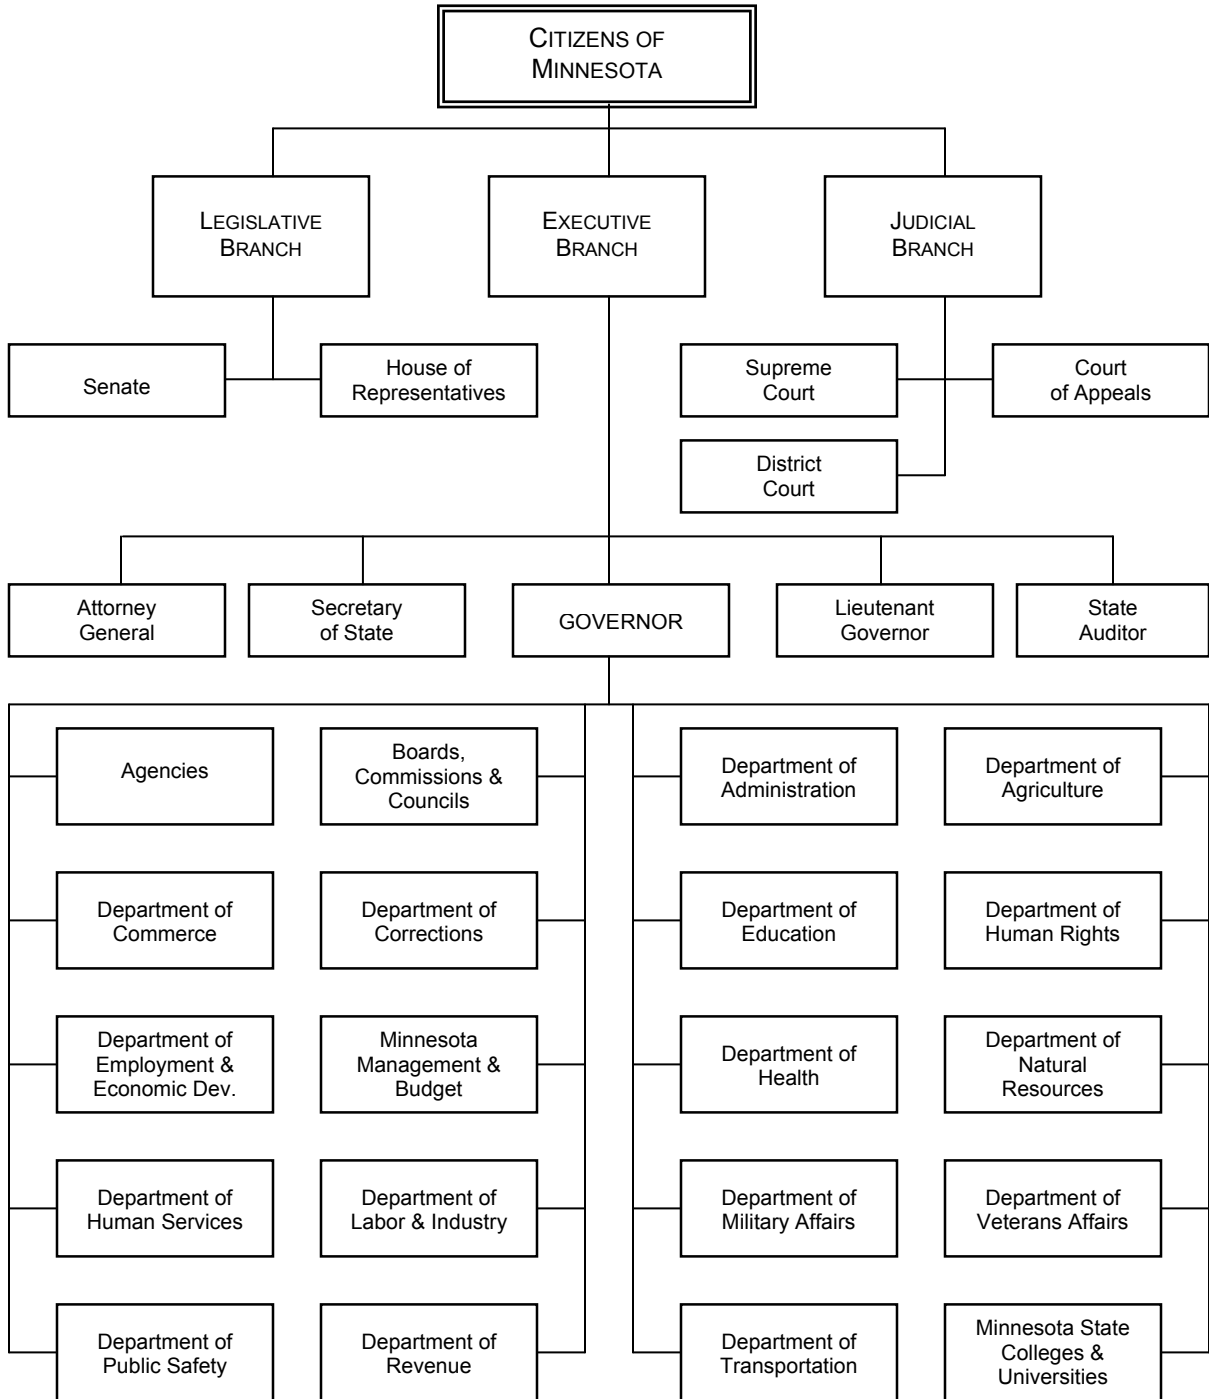 CITIZENS OF
MINNESOTA
LEGISLATIVE
BRANCH
EXECUTIVE
BRANCH
JUDICIAL
BRANCH
Senate
House of
Representatives
Supreme
Court
Court
of Appeals
District
Court
Attorney
General
Secretary
of State
GOVERNOR
Lieutenant
Governor
State
Auditor
Agencies
Boards,
Commissions &
Councils
Department of
Administration
Department of
Agriculture
Department of
Commerce
Department of
Corrections
Department of
Education
Department of
Human Rights
Department of
Employment &
Economic Dev.
Minnesota
Management &
Budget
Department of
Health
Department of
Natural
Resources
Department of
Human Services
Department of
Labor & Industry
Department of
Military Affairs
Department of
Veterans Affairs
Department of
Public Safety
Department of
Revenue
Department of
Transportation
Minnesota State
Colleges &
Universities